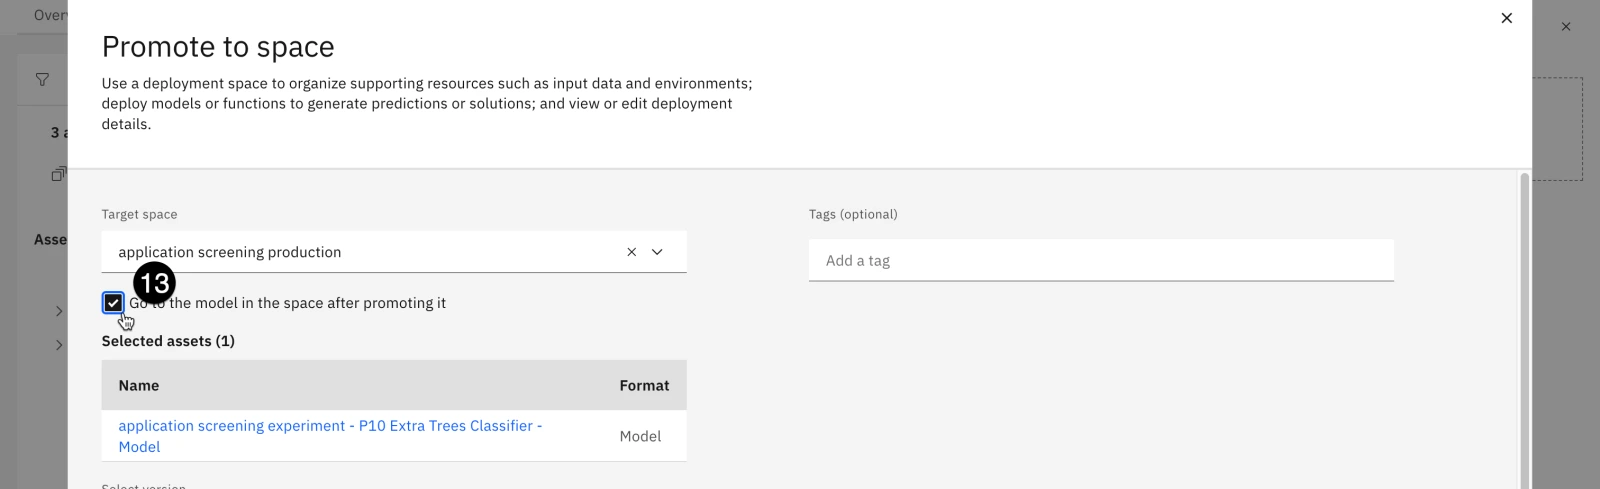 Over
Promote to space
Use a deployment space to organize supporting resources such as input data and environments;
deploy models or functions to generate predictions or solutions; and view or edit deployment
details.
3 a
Asse
Target space
application screening production
13
Go to the model in the space after promoting it
Selected assets (1)
Name Format
application screening experiment - P10 Extra Trees Classifier -
Model
Model
Select version
Tags (optional)
Add a tag